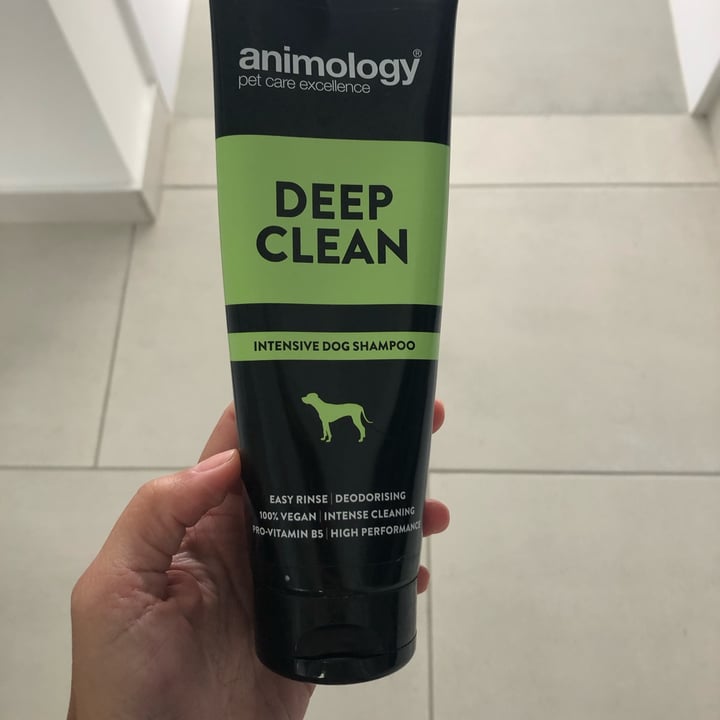 animology®
pet care excellence
DEEP
CLEAN
INTENSIVE DOG SHAMPOO
EASY RINSE | DEODORISING
100% VEGAN | INTENSE CLEANING
PRO-VITAMIN B5 | HIGH PERFORMANCE